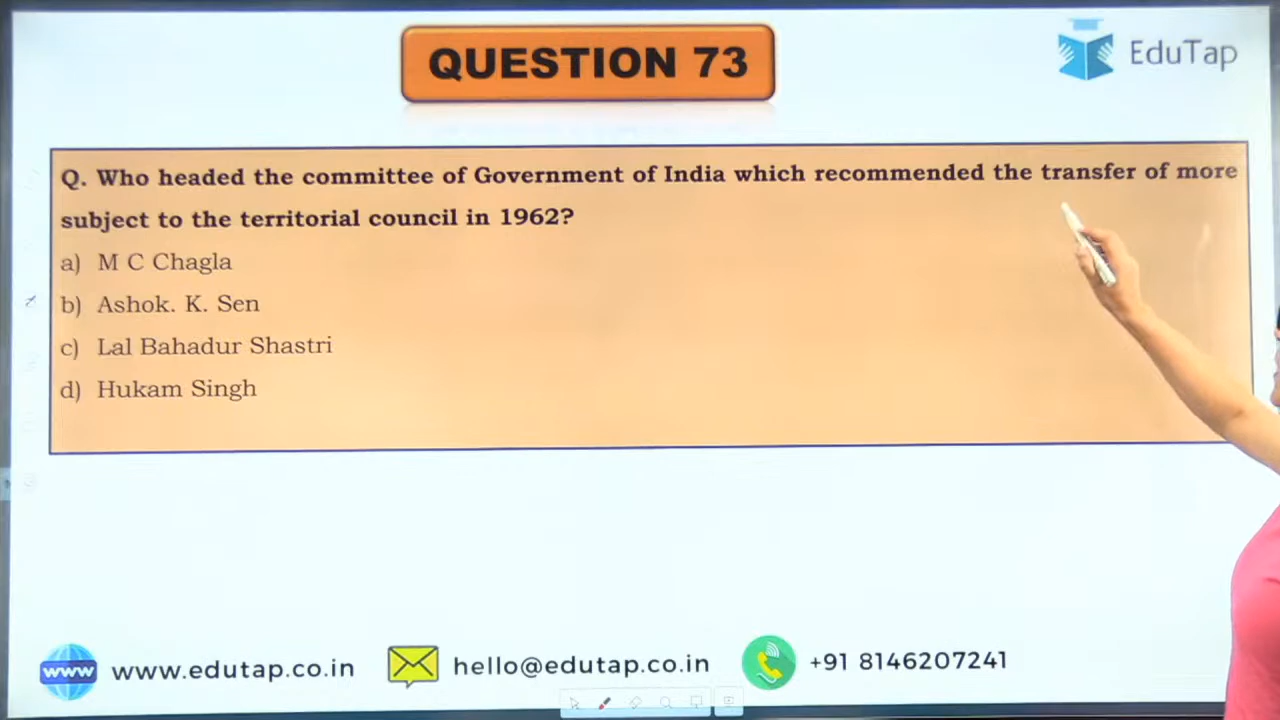 QUESTION 73
EduTap
Q. Who headed the committee of Government of India which recommended the transfer of more
subject to the territorial council in 1962?
a) M C Chagla
b) Ashok. K. Sen
c) Lal Bahadur Shastri
d) Hukam Singh
www www.edutap.co.in hello@edutap.co.in +91 8146207241